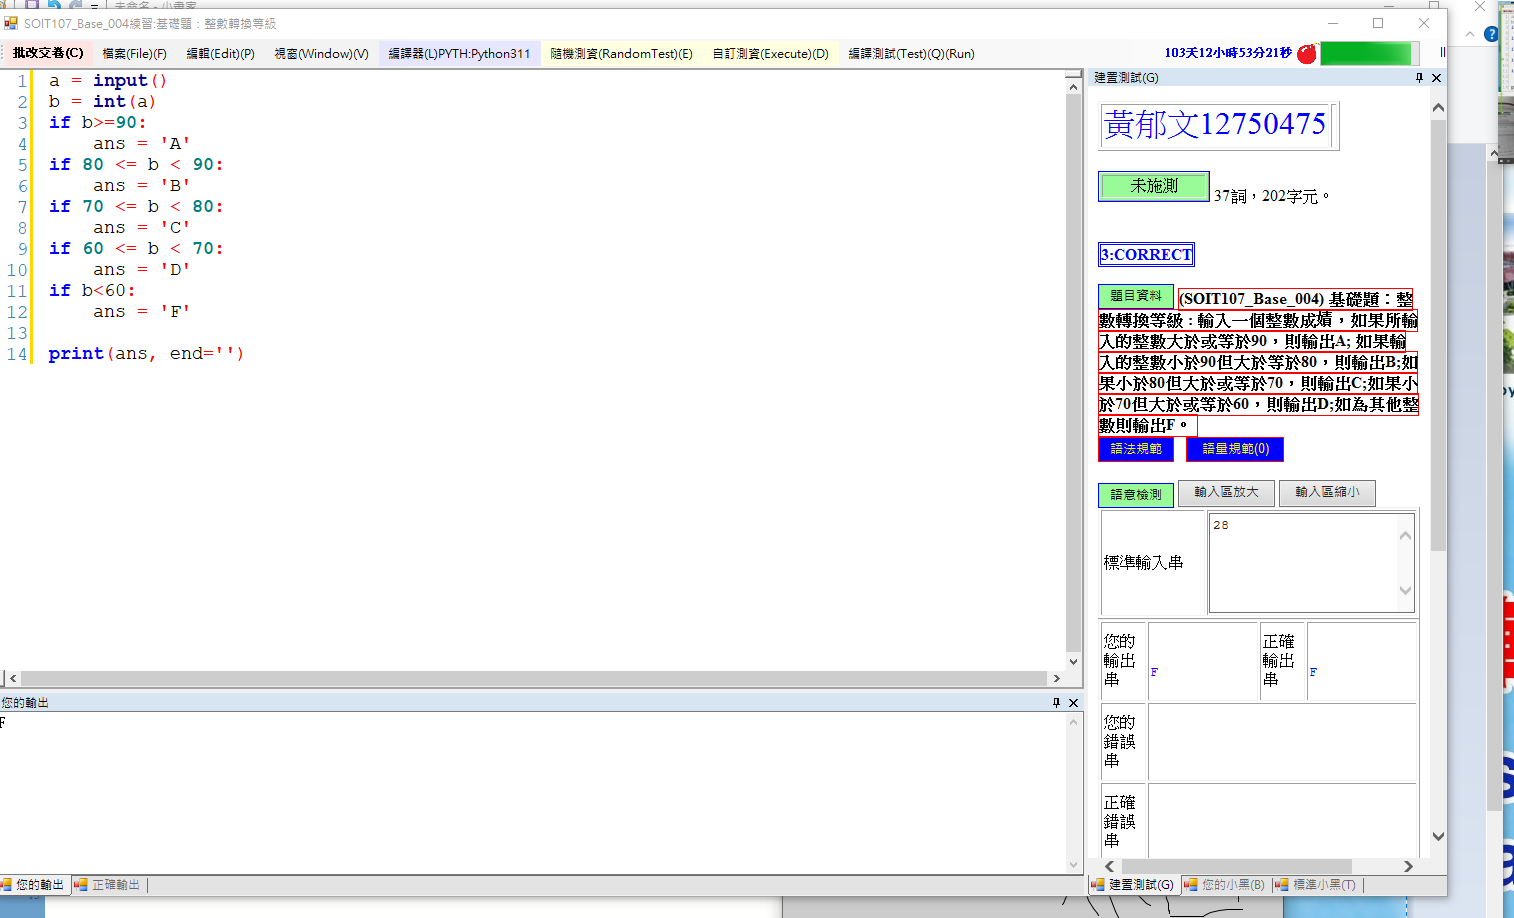 未命名 - 小畫家
SOIT107_Base_004練習:基礎題：整數轉換等級
批改交卷(C) 檔案(File)(F) 編輯(Edit)(P) 視窗(Window)(V) 編譯器(L)PYTH:Python311 隨機測資(RandomTest)(E) 自訂測資(Execute)(D) 編譯測試(Test)(Q)(Run) 103天12小時53分21秒
1 a = input()
2 b = int(a)
3 if b>=90:
4     ans = 'A'
5 if 80 <= b < 90:
6     ans = 'B'
7 if 70 <= b < 80:
8     ans = 'C'
9 if 60 <= b < 70:
10     ans = 'D'
11 if b<60:
12     ans = 'F'
13
14 print(ans, end='')
您的輸出
F
您的輸出 正確輸出
建置測試(G)
黃郁文12750475
未施測 37詞，202字元。
3:CORRECT
題目資料 (SOIT107_Base_004) 基礎題：整
數轉換等級：輸入一個整數成績，如果所輸
入的整數大於或等於90，則輸出A; 如果輸
入的整數小於90但大於等於80，則輸出B;如
果小於80但大於或等於70，則輸出C;如果小
於70但大於或等於60，則輸出D;如為其他整
數則輸出F。
語法規範 語量規範(0)
語意檢測 輸入區放大 輸入區縮小
標準輸入串 28
您的
輸出
串
F
正確
輸出
串
F
您的
錯誤
串
正確
錯誤
串
建置測試(G) 您的小黑(B) 標準小黑(T)